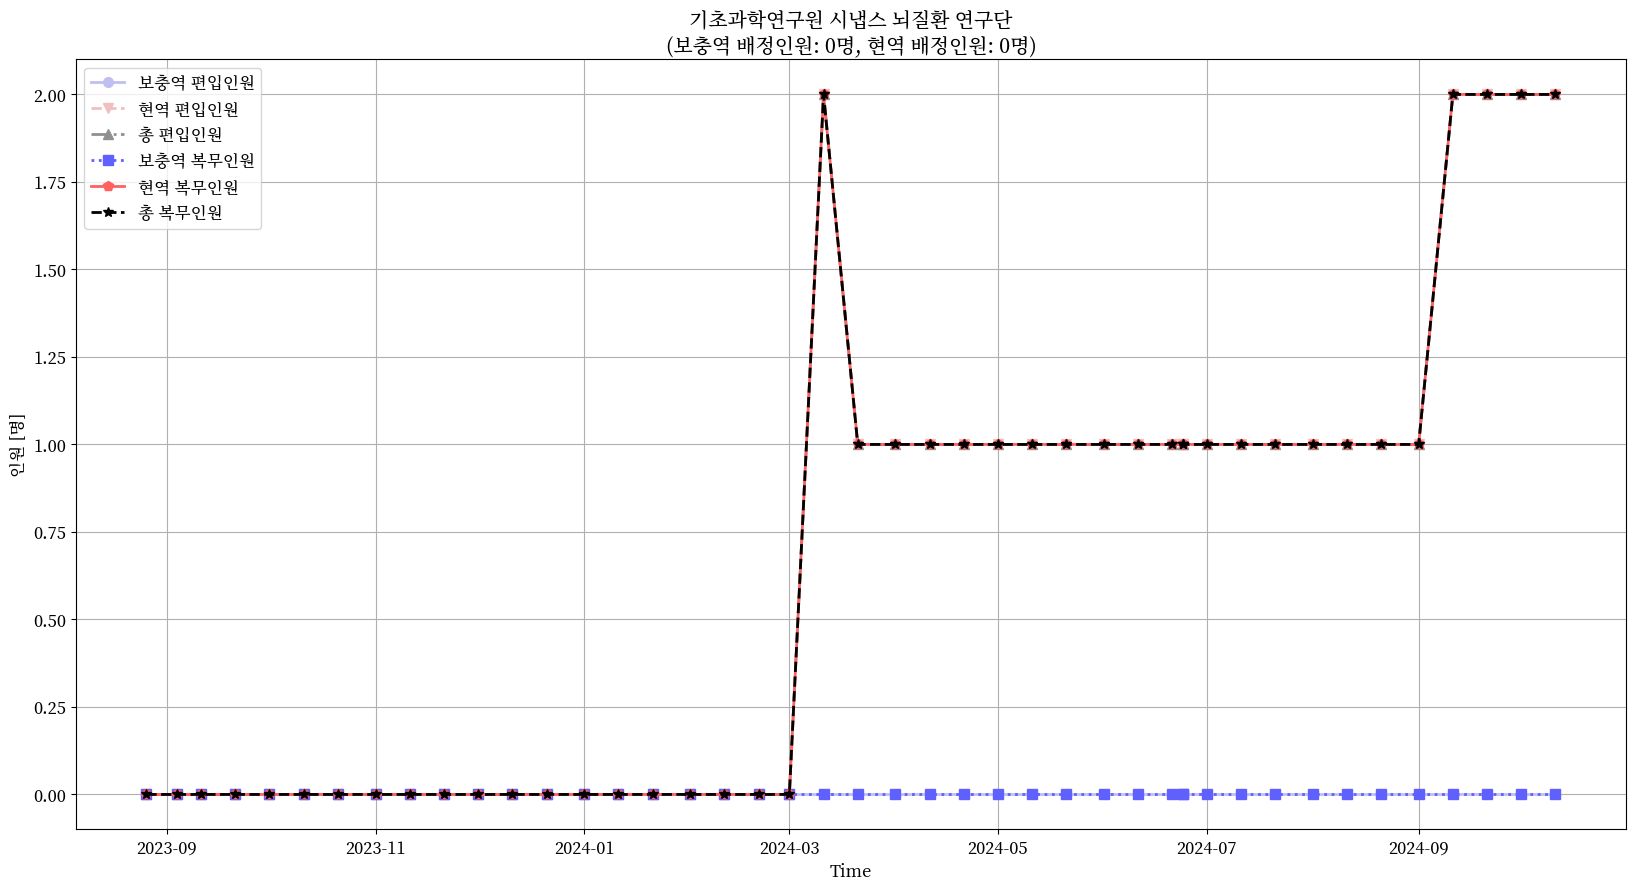 기초과학연구원 시냅스 뇌질환 연구단
(보충역 배정인원: 0명, 현역 배정인원: 0명)
보충역 편입인원
현역 편입인원
총 편입인원
보충역 복무인원
현역 복무인원
총 복무인원
2.00
1.75
1.50
1.25
1.00
0.75
0.50
0.25
0.00
인원 [명]
2023-09 2023-11 2024-01 2024-03 2024-05 2024-07 2024-09
Time